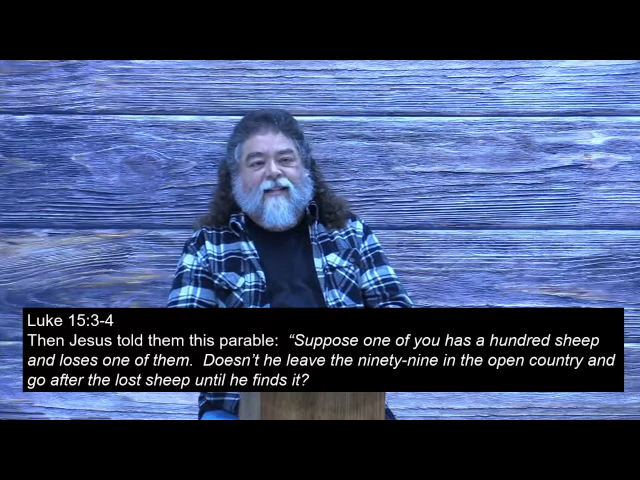 Luke 15:3-4
Then Jesus told them this parable:  “Suppose one of you has a hundred sheep
and loses one of them.  Doesn’t he leave the ninety-nine in the open country and
go after the lost sheep until he finds it?